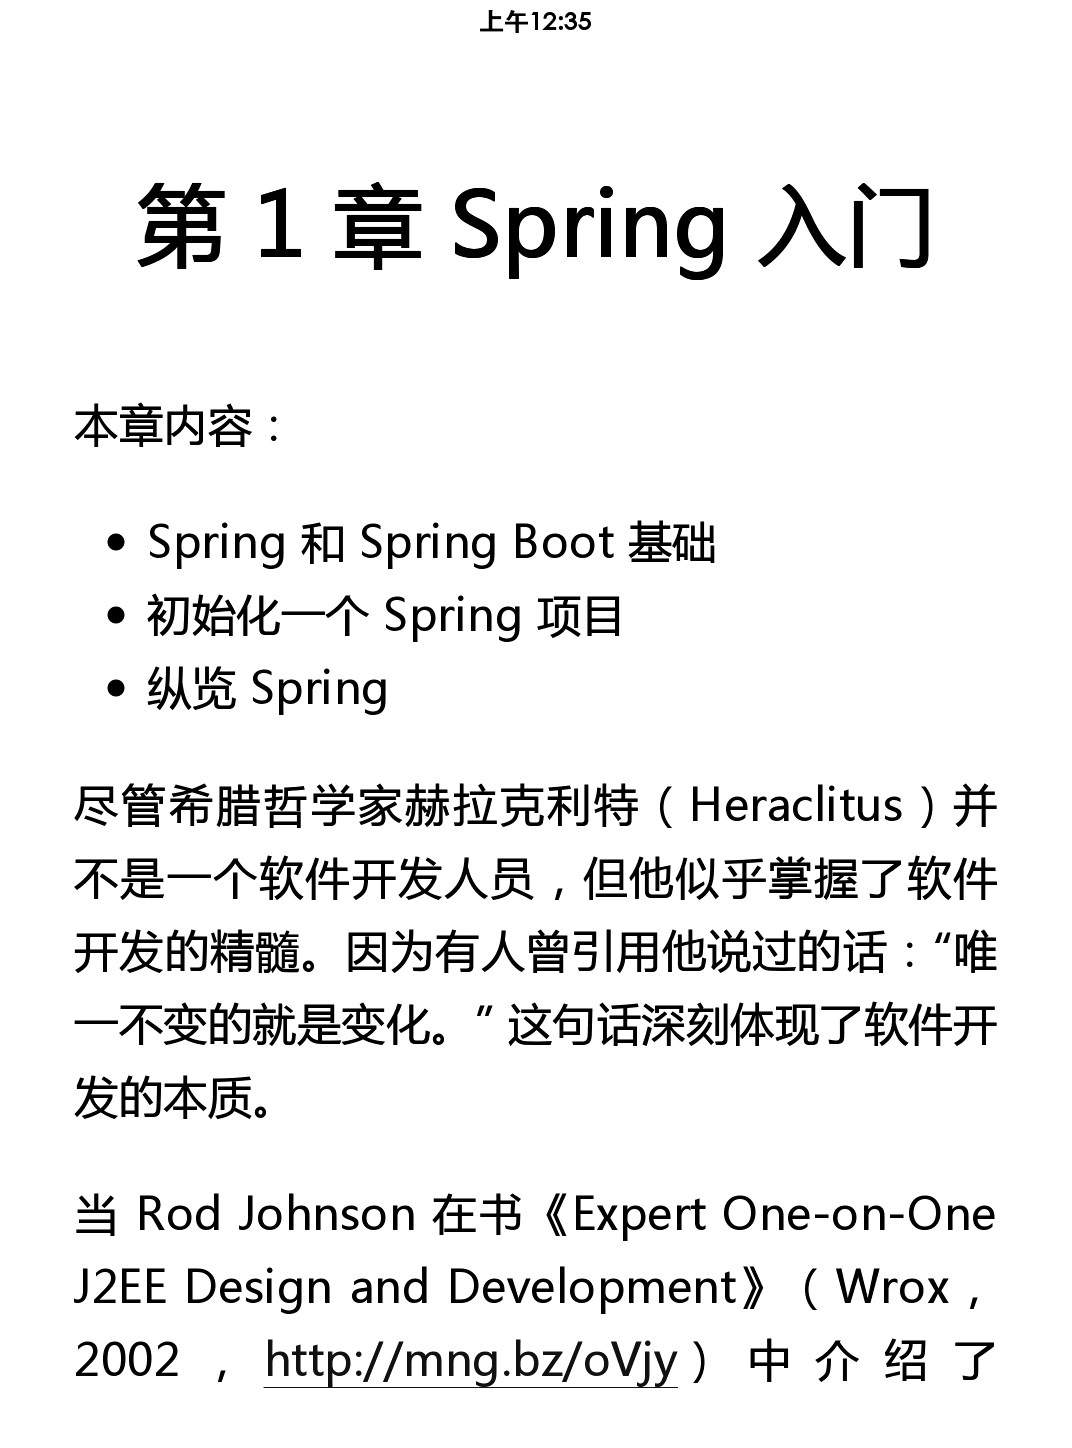 上午12:35
第 1 章 Spring 入门
本章内容：
• Spring 和 Spring Boot 基础
• 初始化一个 Spring 项目
• 纵览 Spring
尽管希腊哲学家赫拉克利特（Heraclitus）并
不是一个软件开发人员，但他似乎掌握了软件
开发的精髓。因为有人曾引用他说过的话：“唯
一不变的就是变化。”这句话深刻体现了软件开
发的本质。
当 Rod Johnson 在书《Expert One-on-One
J2EE Design and Development》（Wrox，
2002，http://mng.bz/oVjy）中介绍了